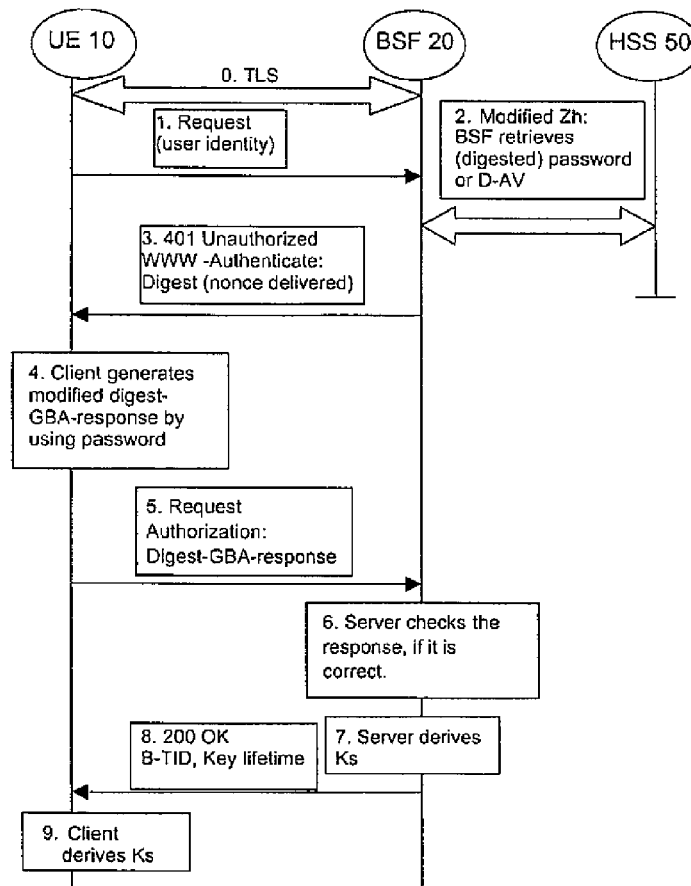 UE 10
BSF 20
HSS 50
0. TLS
1. Request
(user identity)
2. Modified Zh:
BSF retrieves
(digested) password
or D-AV
3. 401 Unauthorized
WWW -Authenticate:
Digest (nonce delivered)
4. Client generates
modified digest-
GBA-response by
using password
5. Request
Authorization:
Digest-GBA-response
6. Server checks the
response, if it is
correct.
7. Server derives
Ks
8. 200 OK
B-TID, Key lifetime
9. Client
derives Ks